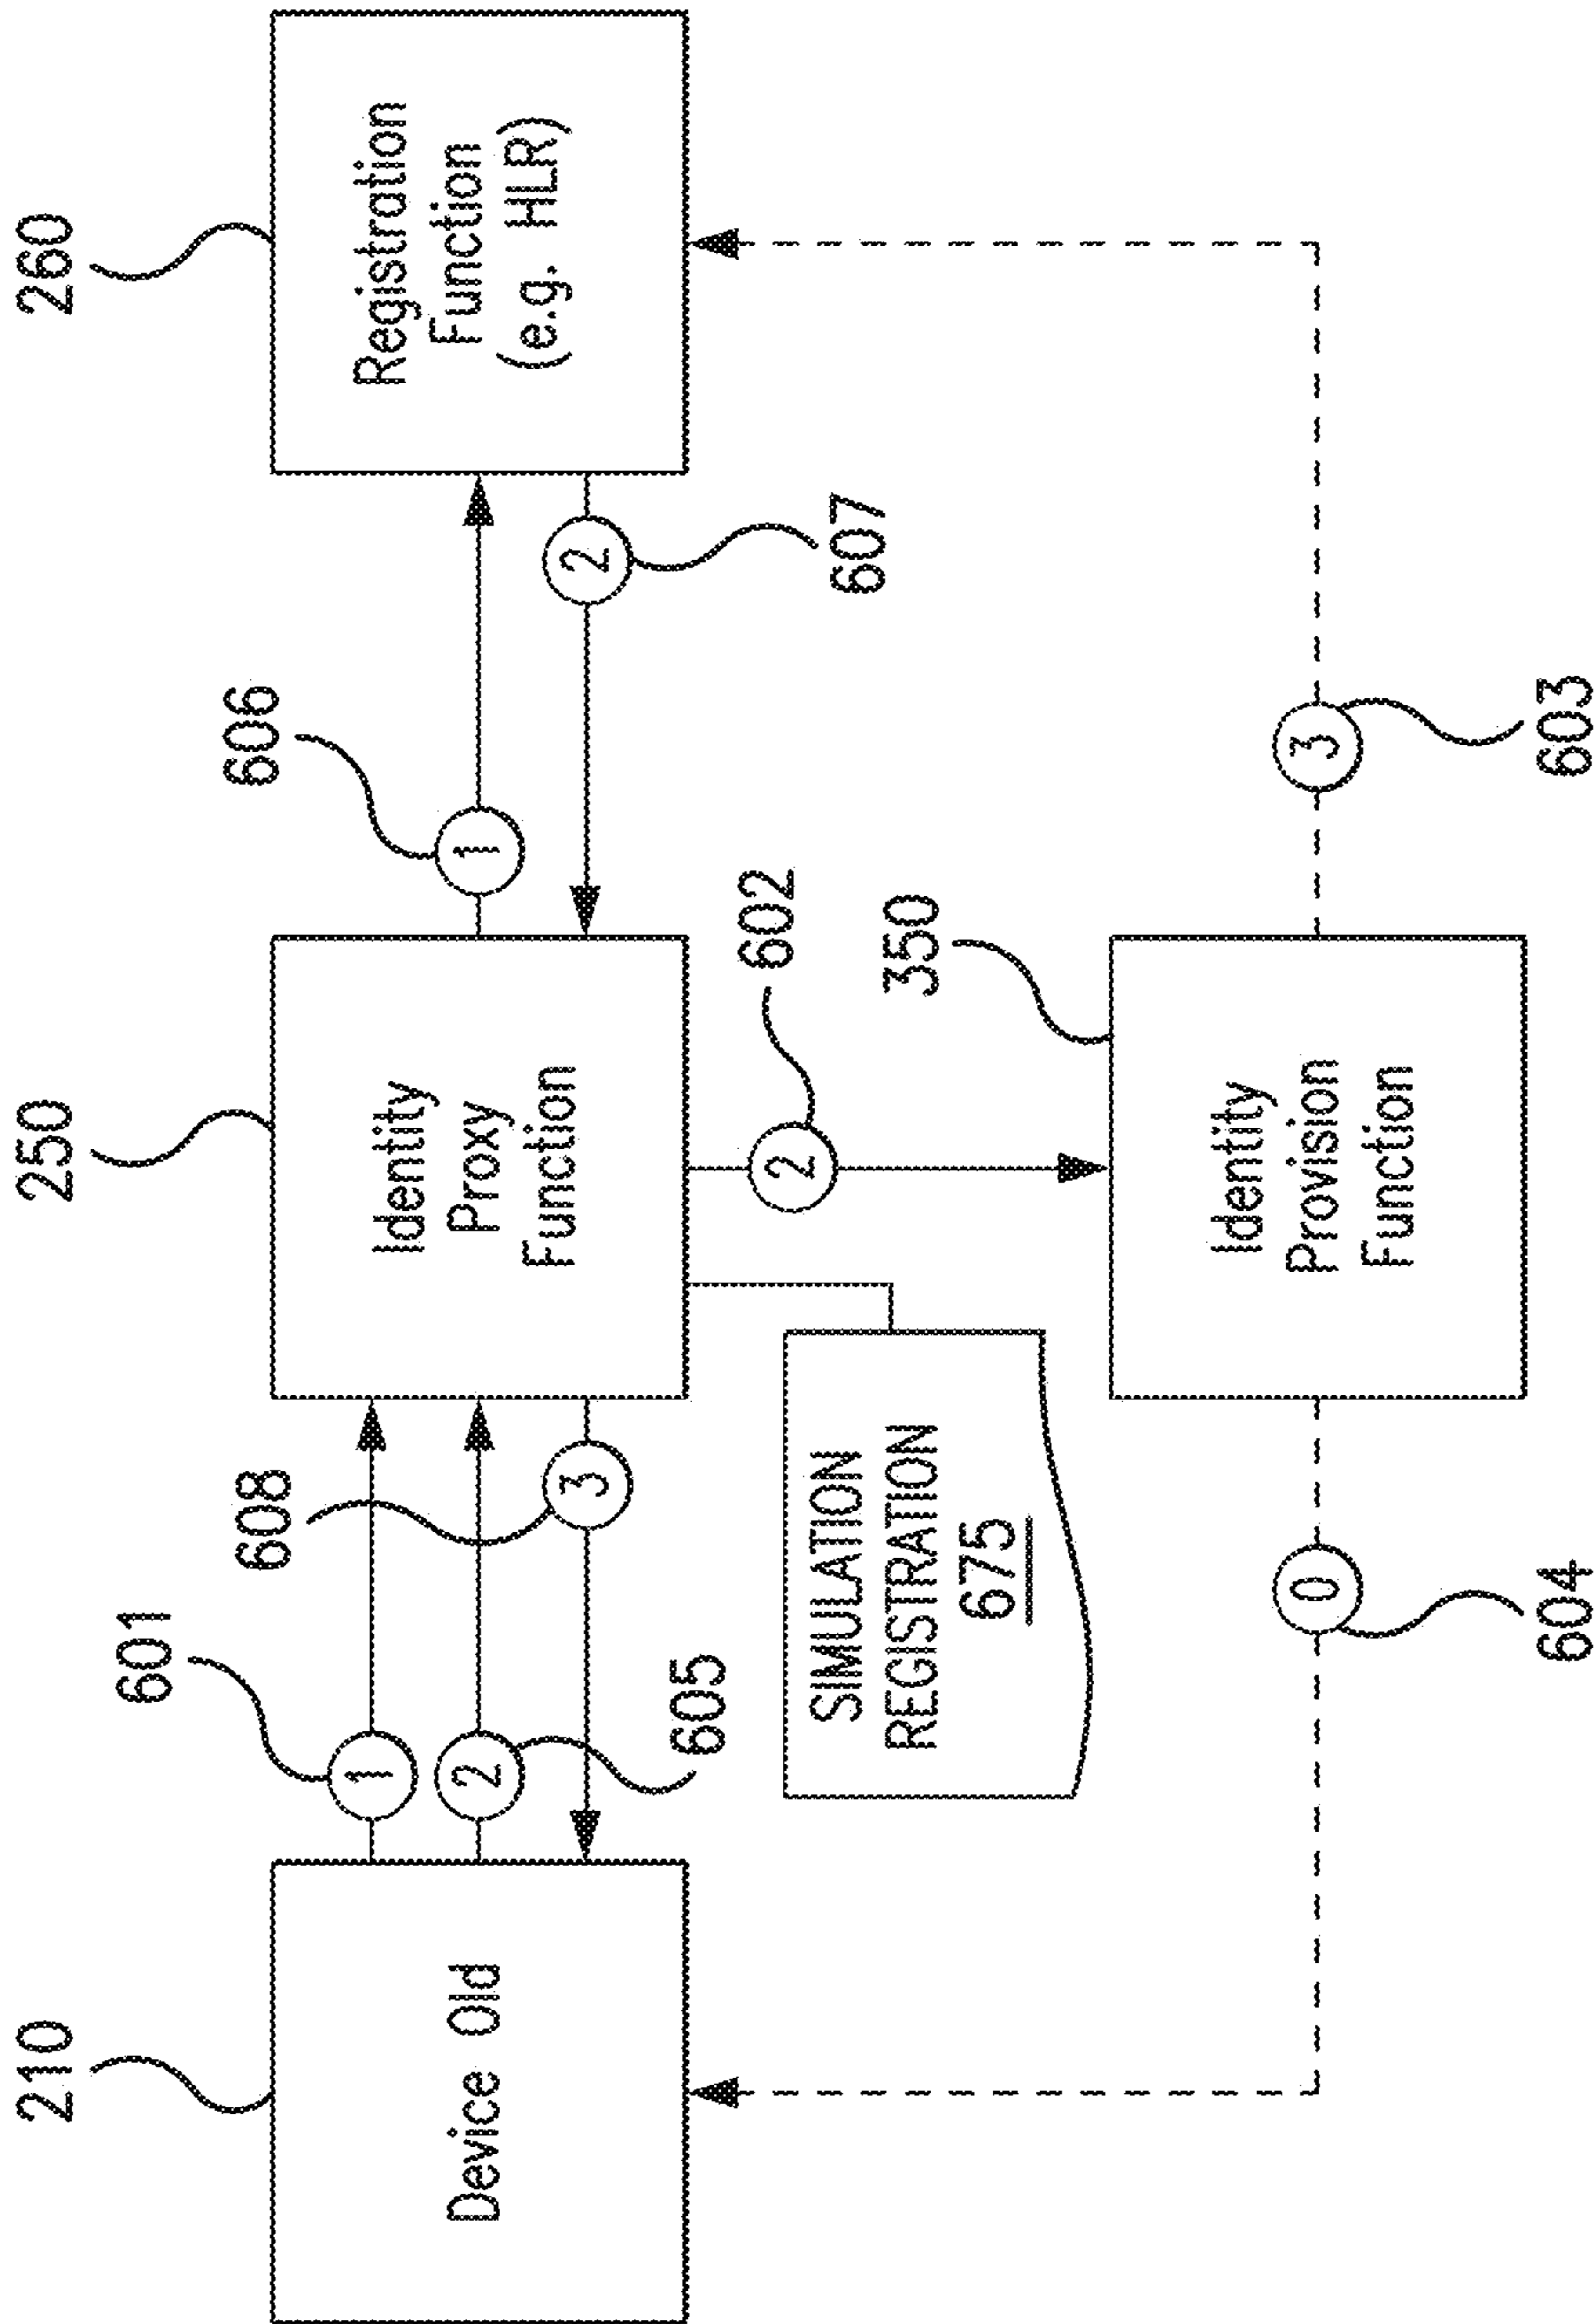 210
250
260
Device Old
Identity
Proxy
Function
Registration
Function
(e.g. HLR)
601
1
608
606
1
2
605
3
2
607
602
2
SIMULATION
REGISTRATION
675
350
Identity
Provision
Function
0
604
3
603